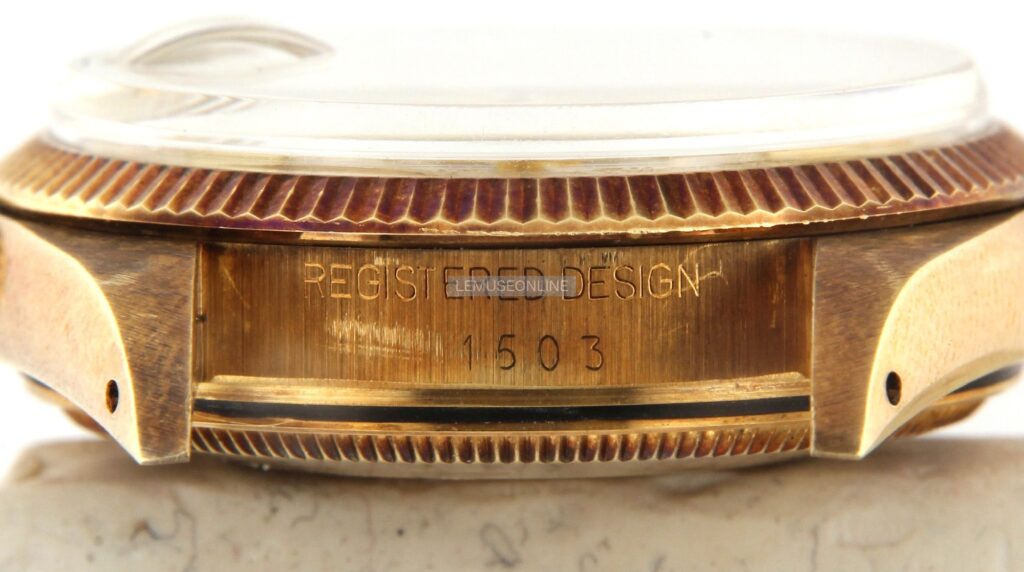 REGISTERED DESIGN
LEMUSEONLINE
1503